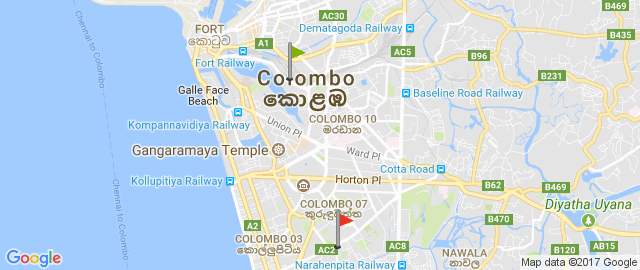 AC30
B469
FORT
කොටුව
A1
Dematagoda Railway
B435
Fort Railway
AC5
B96
Colombo
කොළඹ
B231
Galle Face
Beach
Baseline Road Railway
Kompannavidiya Railway
Union Pl
COLOMBO 10
මරදාන
Gangaramaya Temple
Ward Pl
Cotta Road
Kollupitiya Railway
Horton Pl
B62
B469
COLOMBO 07
Diyatha Uyana
B470
A2
COLOMBO 03
කොල්ලුපිටිය
AC2
AC8
NAWALA
නාවල
B120
B115
Narahenpita Railway
Chennai to Colombo
Chennai to Colombo
Google
Map data ©2017 Google